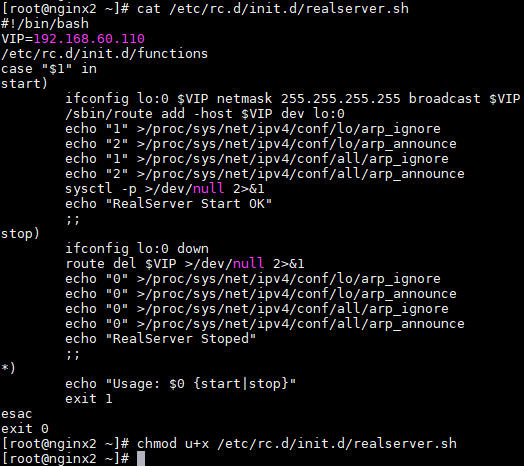 [root@nginx2 ~]# cat /etc/rc.d/init.d/realserver.sh
#!/bin/bash
VIP=192.168.60.110
/etc/rc.d/init.d/functions
case "$1" in
start)
        ifconfig lo:0 $VIP netmask 255.255.255.255 broadcast $VIP
        /sbin/route add -host $VIP dev lo:0
        echo "1" >/proc/sys/net/ipv4/conf/lo/arp_ignore
        echo "2" >/proc/sys/net/ipv4/conf/lo/arp_announce
        echo "1" >/proc/sys/net/ipv4/conf/all/arp_ignore
        echo "2" >/proc/sys/net/ipv4/conf/all/arp_announce
        sysctl -p >/dev/null 2>&1
        echo "RealServer Start OK"
        ;;
stop)
        ifconfig lo:0 down
        route del $VIP >/dev/null 2>&1
        echo "0" >/proc/sys/net/ipv4/conf/lo/arp_ignore
        echo "0" >/proc/sys/net/ipv4/conf/lo/arp_announce
        echo "0" >/proc/sys/net/ipv4/conf/all/arp_ignore
        echo "0" >/proc/sys/net/ipv4/conf/all/arp_announce
        echo "RealServer Stoped"
        ;;
*)
        echo "Usage: $0 {start|stop}"
        exit 1
esac
exit 0
[root@nginx2 ~]# chmod u+x /etc/rc.d/init.d/realserver.sh
[root@nginx2 ~]#